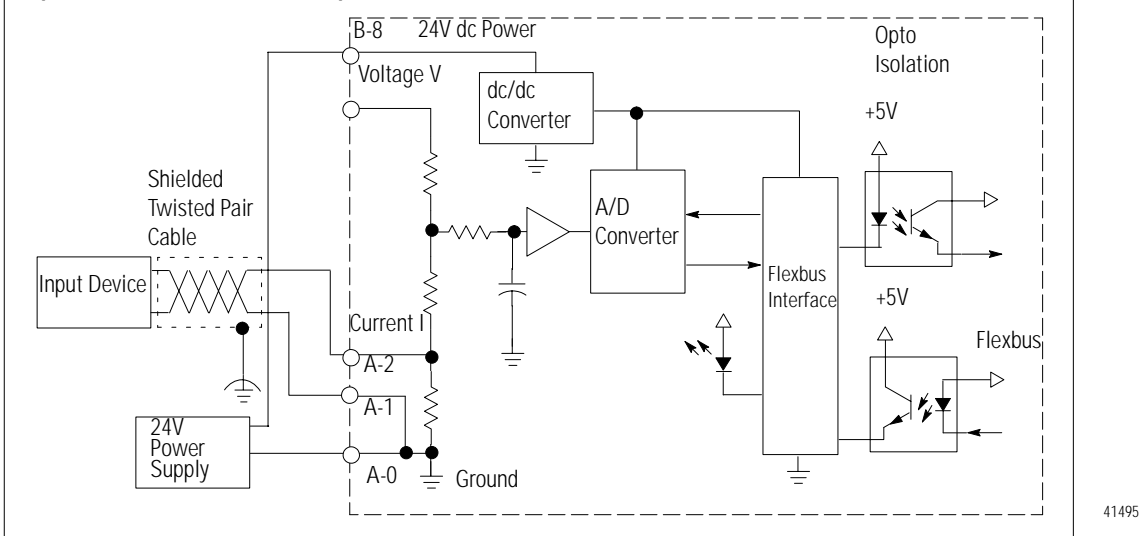 B-8
24V dc Power
Voltage V
dc/dc
Converter
Opto
Isolation
+5V
Shielded
Twisted Pair
Cable
A/D
Converter
Input Device
Flexbus
Interface
+5V
Current I
Flexbus
A-2
A-1
24V
Power
Supply
A-0
Ground
41495